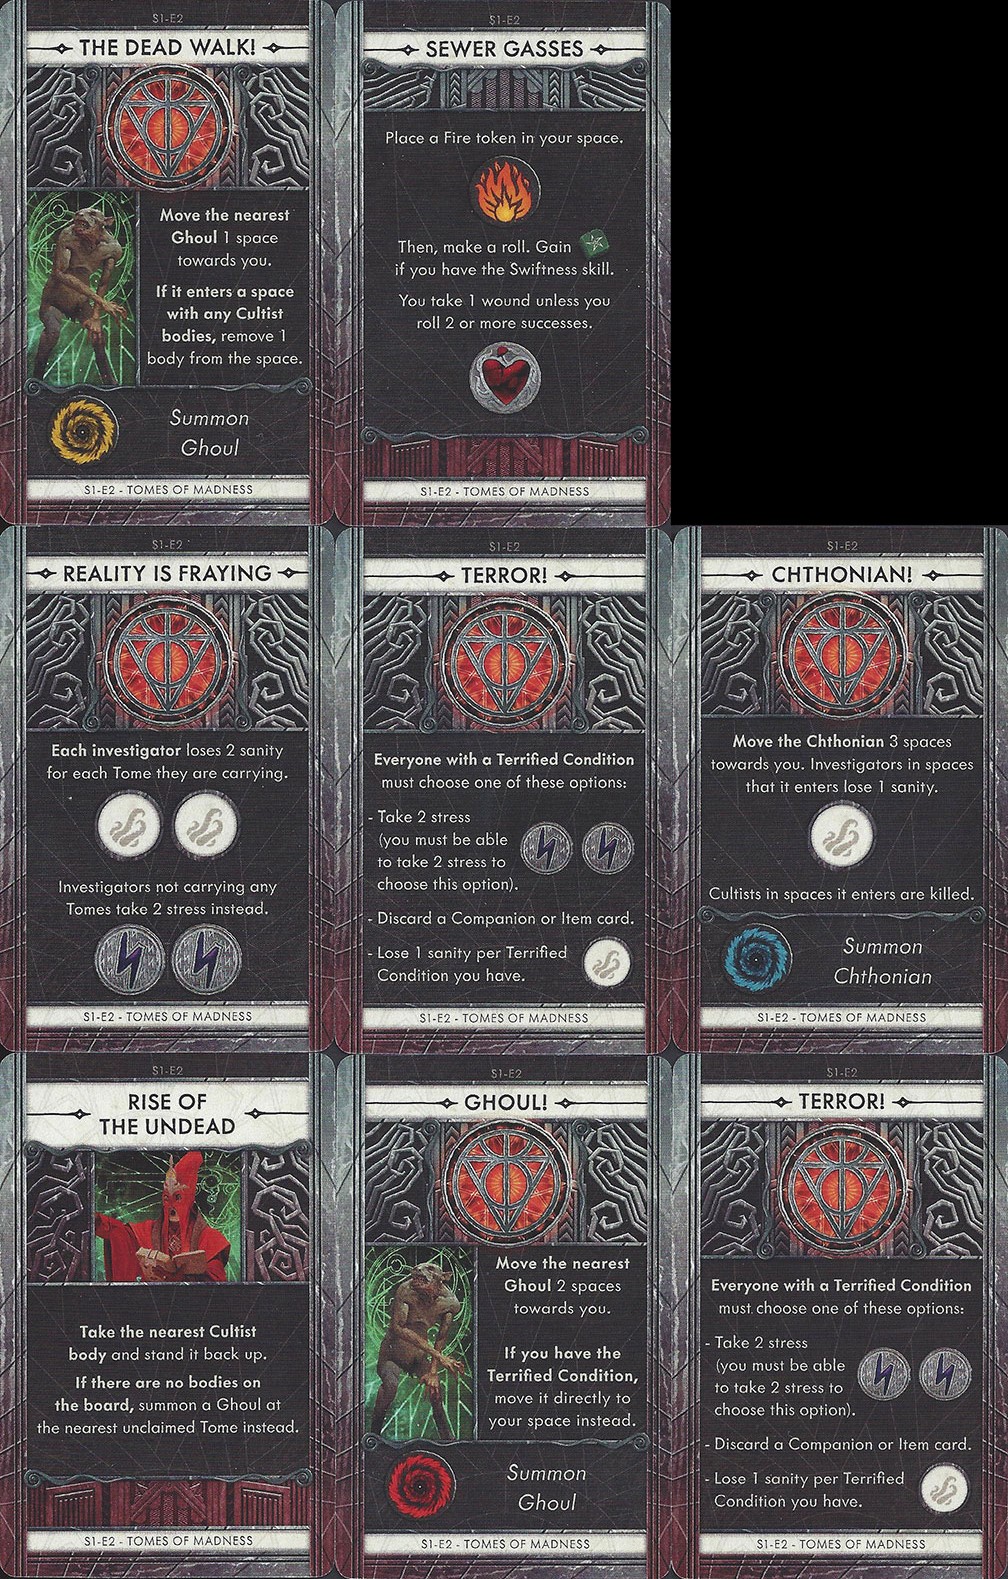 S1-E2
THE DEAD WALK!
Move the nearest
Ghoul 1 space
towards you.
If it enters a space
with any Cultist
bodies, remove 1
body from the space.
Summon
Ghoul
S1-E2 - TOMES OF MADNESS
S1-E2
SEWER GASSES
Place a Fire token in your space.
Then, make a roll. Gain
if you have the Swiftness skill.
You take 1 wound unless you
roll 2 or more successes.
S1-E2 - TOMES OF MADNESS
S1-E2
REALITY IS FRAYING
Each investigator loses 2 sanity
for each Tome they are carrying.
Investigators not carrying any
Tomes take 2 stress instead.
S1-E2 - TOMES OF MADNESS
S1-E2
TERROR!
Everyone with a Terrified Condition
must choose one of these options:
- Take 2 stress
(you must be able
to take 2 stress to
choose this option).
- Discard a Companion or Item card.
- Lose 1 sanity per Terrified
Condition you have.
S1-E2 - TOMES OF MADNESS
S1-E2
CHTHONIAN!
Move the Chthonian 3 spaces
towards you. Investigators in spaces
that it enters lose 1 sanity.
Cultists in spaces it enters are killed.
Summon
Chthonian
S1-E2 - TOMES OF MADNESS
S1-E2
RISE OF
THE UNDEAD
Take the nearest Cultist
body and stand it back up.
If there are no bodies on
the board, summon a Ghoul at
the nearest unclaimed Tome instead.
S1-E2 - TOMES OF MADNESS
S1-E2
GHOUL!
Move the nearest
Ghoul 2 spaces
towards you.
If you have the
Terrified Condition,
move it directly to
your space instead.
Summon
Ghoul
S1-E2 - TOMES OF MADNESS
S1-E2
TERROR!
Everyone with a Terrified Condition
must choose one of these options:
- Take 2 stress
(you must be able
to take 2 stress to
choose this option).
- Discard a Companion or Item card.
- Lose 1 sanity per Terrified
Condition you have.
S1-E2 - TOMES OF MADNESS